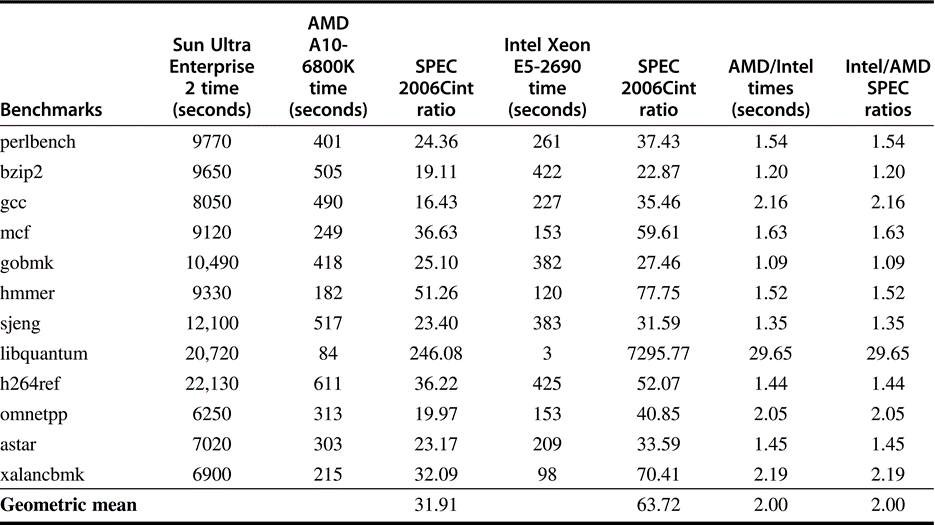 Benchmarks Sun Ultra Enterprise 2 time (seconds) AMD A10-6800K time (seconds) SPEC 2006Cint ratio Intel Xeon E5-2690 time (seconds) SPEC 2006Cint ratio AMD/Intel times (seconds) Intel/AMD SPEC ratios
perlbench 9770 401 24.36 261 37.43 1.54 1.54
bzip2 9650 505 19.11 422 22.87 1.20 1.20
gcc 8050 490 16.43 227 35.46 2.16 2.16
mcf 9120 249 36.63 153 59.61 1.63 1.63
gobmk 10,490 418 25.10 382 27.46 1.09 1.09
hmmer 9330 182 51.26 120 77.75 1.52 1.52
sjeng 12,100 517 23.40 383 31.59 1.35 1.35
libquantum 20,720 84 246.08 3 7295.77 29.65 29.65
h264ref 22,130 611 36.22 425 52.07 1.44 1.44
omnetpp 6250 313 19.97 153 40.85 2.05 2.05
astar 7020 303 23.17 209 33.59 1.45 1.45
xalancbmk 6900 215 32.09 98 70.41 2.19 2.19
Geometric mean 31.91 63.72 2.00 2.00